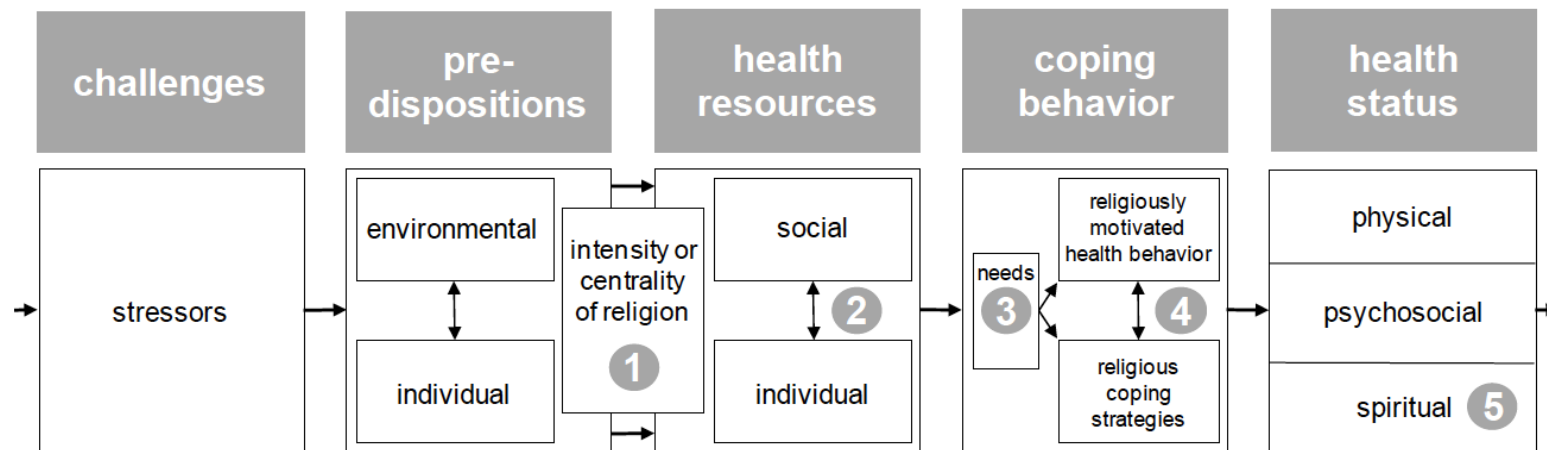 challenges
pre-
dispositions
health
resources
coping
behavior
health
status
stressors
environmental
individual
intensity or
centrality
of religion
1
social
2
individual
needs
3
religiously
motivated
health behavior
4
religious
coping
strategies
physical
psychosocial
spiritual 5